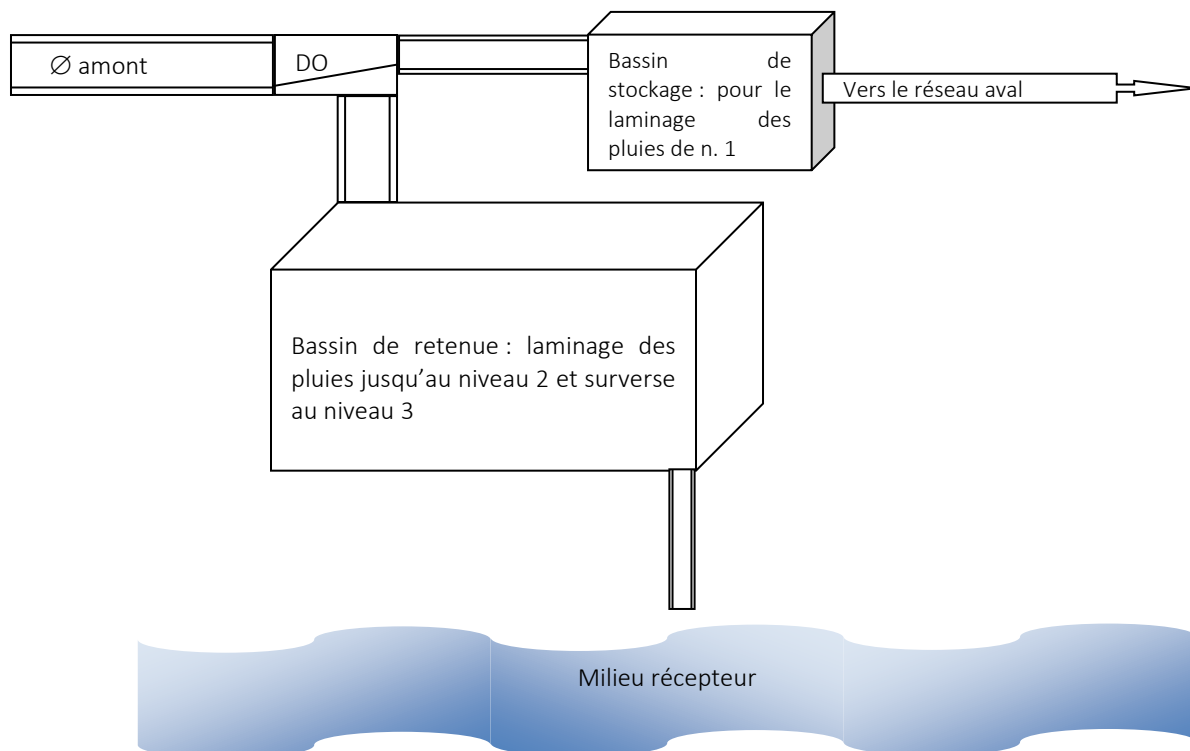 ∅ amont
DO
Bassin de
stockage : pour le
laminage des
pluies de n. 1
Vers le réseau aval
Bassin de retenue : laminage des
pluies jusqu’au niveau 2 et surverse
au niveau 3
Milieu récepteur